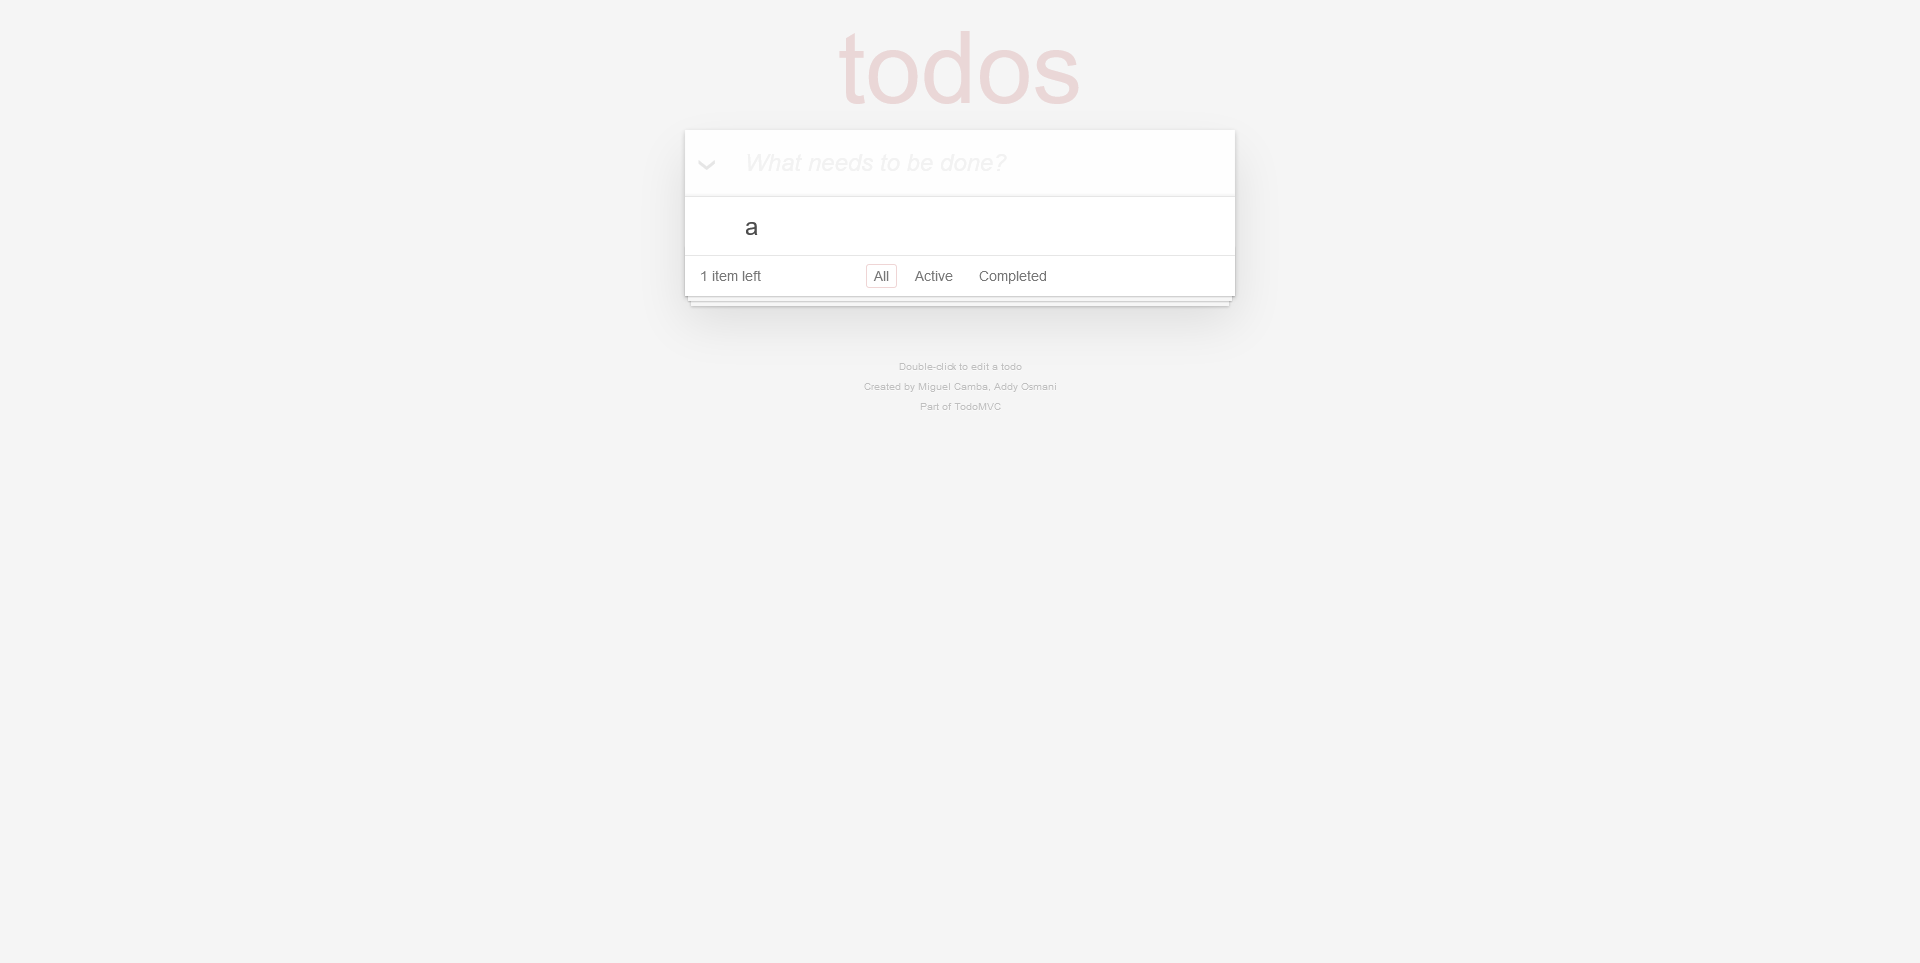 todos
What needs to be done?
a
1 item left All Active Completed
Double-click to edit a todo
Created by Miguel Camba, Addy Osmani
Part of TodoMVC